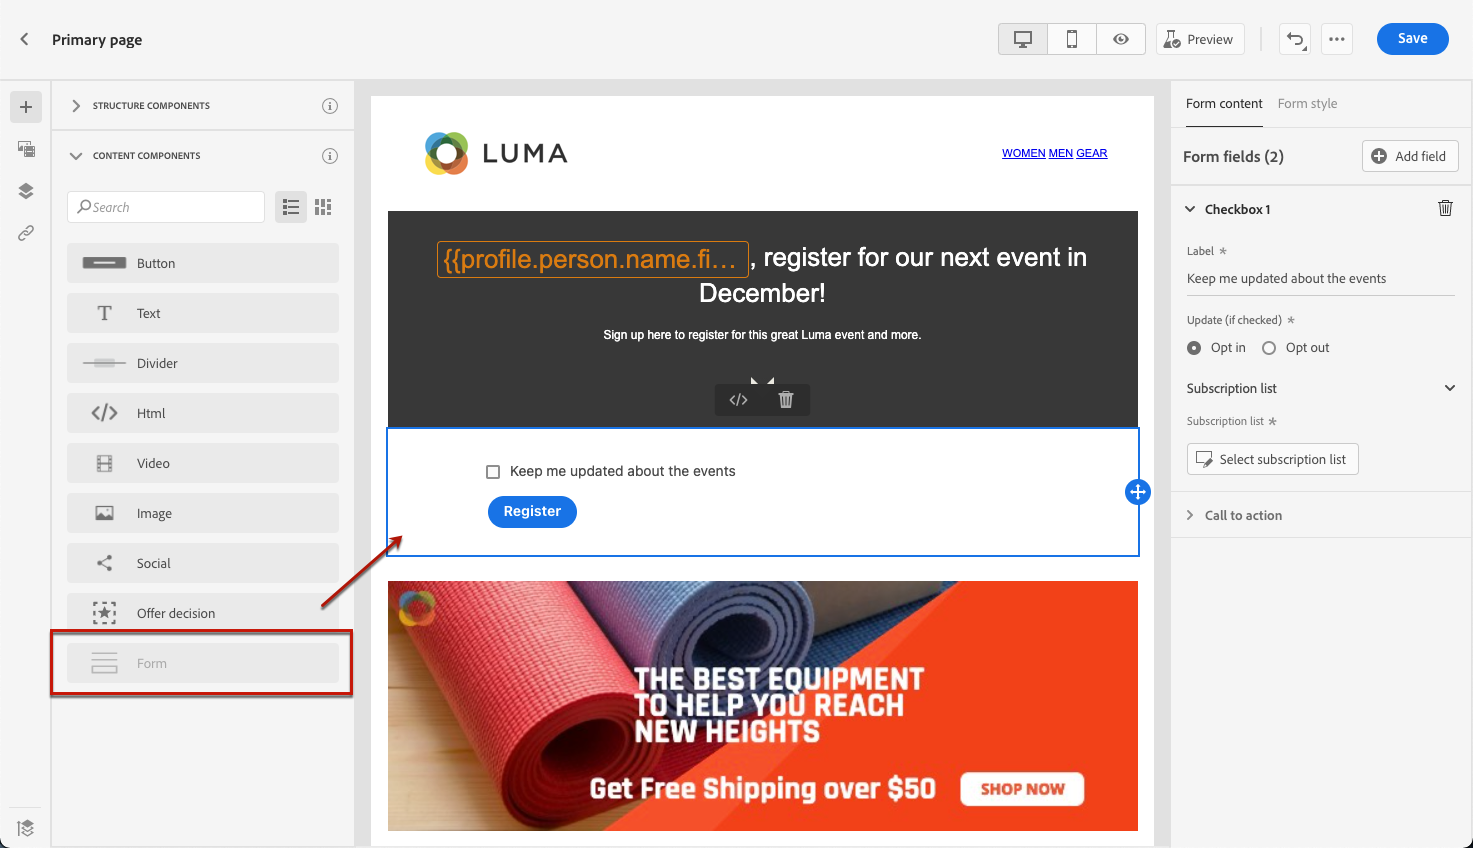 Primary page
Preview
Save
STRUCTURE COMPONENTS
CONTENT COMPONENTS
Search
Button
Text
Divider
Html
Video
Image
Social
Offer decision
Form
LUMA
WOMEN MEN GEAR
{{profile.person.name.fi... , register for our next event in
December!
Sign up here to register for this great Luma event and more.
Keep me updated about the events
Register
THE BEST EQUIPMENT
TO HELP YOU REACH
NEW HEIGHTS
Get Free Shipping over $50
SHOP NOW
Form content Form style
Form fields (2)
Add field
Checkbox 1
Label *
Keep me updated about the events
Update (if checked) *
Opt in Opt out
Subscription list
Subscription list *
Select subscription list
Call to action